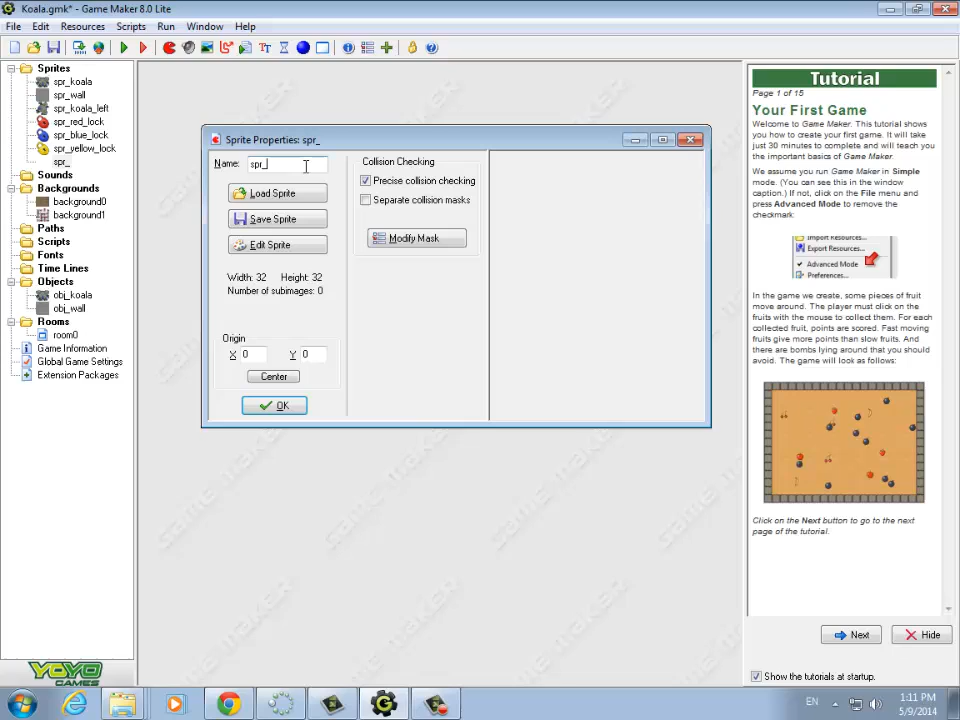 Koala.gmk* - Game Maker 8.0 Lite
File Edit Resources Scripts Run Window Help
Sprites
spr_koala
spr_wall
spr_koala_left
spr_red_lock
spr_blue_lock
spr_yellow_lock
spr_
Sounds
Backgrounds
background0
background1
Paths
Scripts
Fonts
Time Lines
Objects
obj_koala
obj_wall
Rooms
room0
Game Information
Global Game Settings
Extension Packages
YOYO
GAMES
Sprite Properties: spr_
Name: spr_
Load Sprite
Save Sprite
Edit Sprite
Width: 32 Height: 32
Number of subimages: 0
Origin
X 0 Y 0
Center
OK
Collision Checking
Precise collision checking
Separate collision masks
Modify Mask
Tutorial
Page 1 of 15
Your First Game
Welcome to Game Maker. This tutorial shows
you how to create your first game. It will take
just 30 minutes to complete and will teach you
the important basics of Game Maker.
We assume you run Game Maker in Simple
mode. (You can see this in the window
caption.) If not, click on the File menu and
press Advanced Mode to remove the
checkmark:
Import Resources...
Export Resources...
Advanced Mode
Preferences...
In the game we create, some pieces of fruit
move around. The player must click on the
fruits with the mouse to collect them. For each
collected fruit, points are scored. Fast moving
fruits give more points than slow fruits. And
there are bombs lying around that you should
avoid. The game will look as follows:
Click on the Next button to go to the next
page of the tutorial.
Next Hide
Show the tutorials at startup.
EN
1:11 PM
5/9/2014